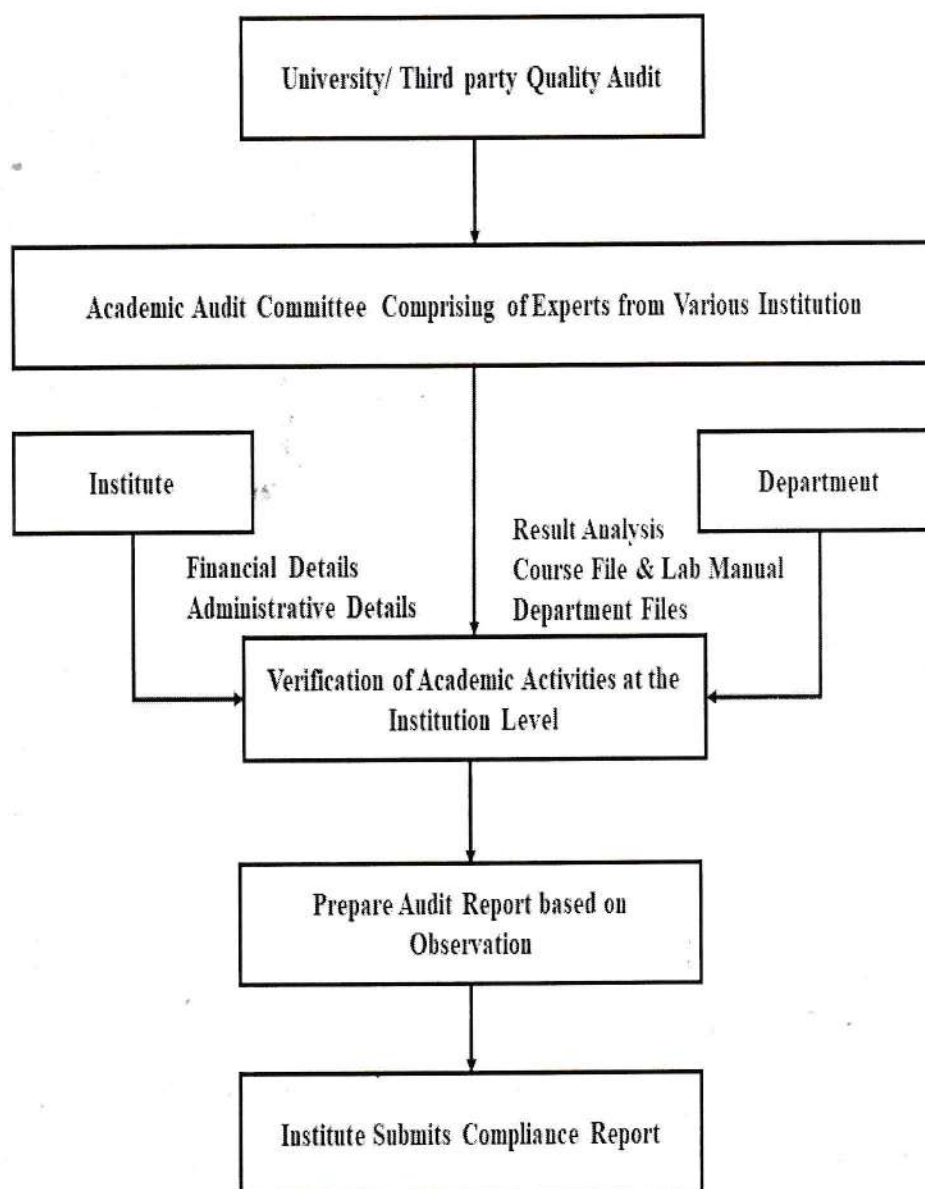 University/ Third party Quality Audit
Academic Audit Committee Comprising of Experts from Various Institution
Institute
Department
Financial Details
Administrative Details
Result Analysis
Course File & Lab Manual
Department Files
Verification of Academic Activities at the
Institution Level
Prepare Audit Report based on
Observation
Institute Submits Compliance Report